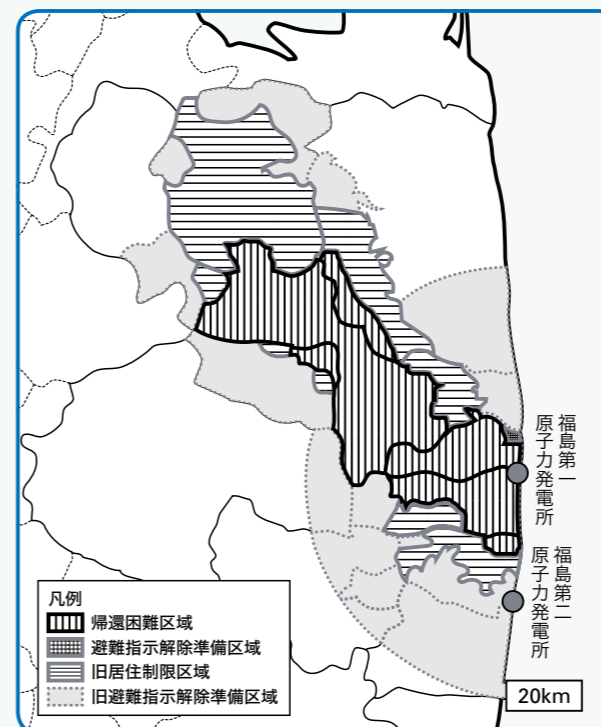 福島第一
原子力発電所
福島第二
原子力発電所
凡例
帰還困難区域
避難指示解除準備区域
旧居住制限区域
旧避難指示解除準備区域
20km